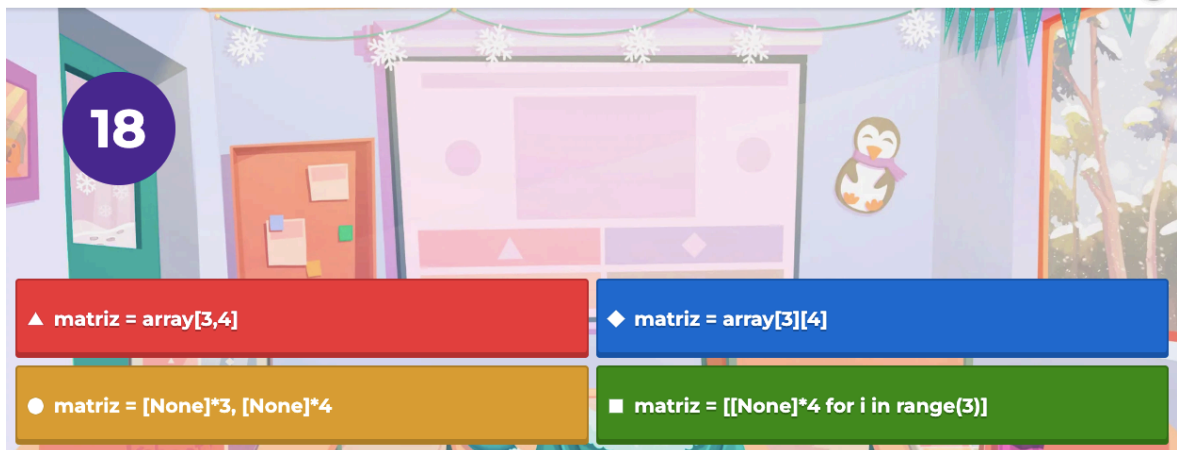 18
matriz = array[3,4]
matriz = array[3][4]
matriz = [None]*3, [None]*4
matriz = [[None]*4 for i in range(3)]